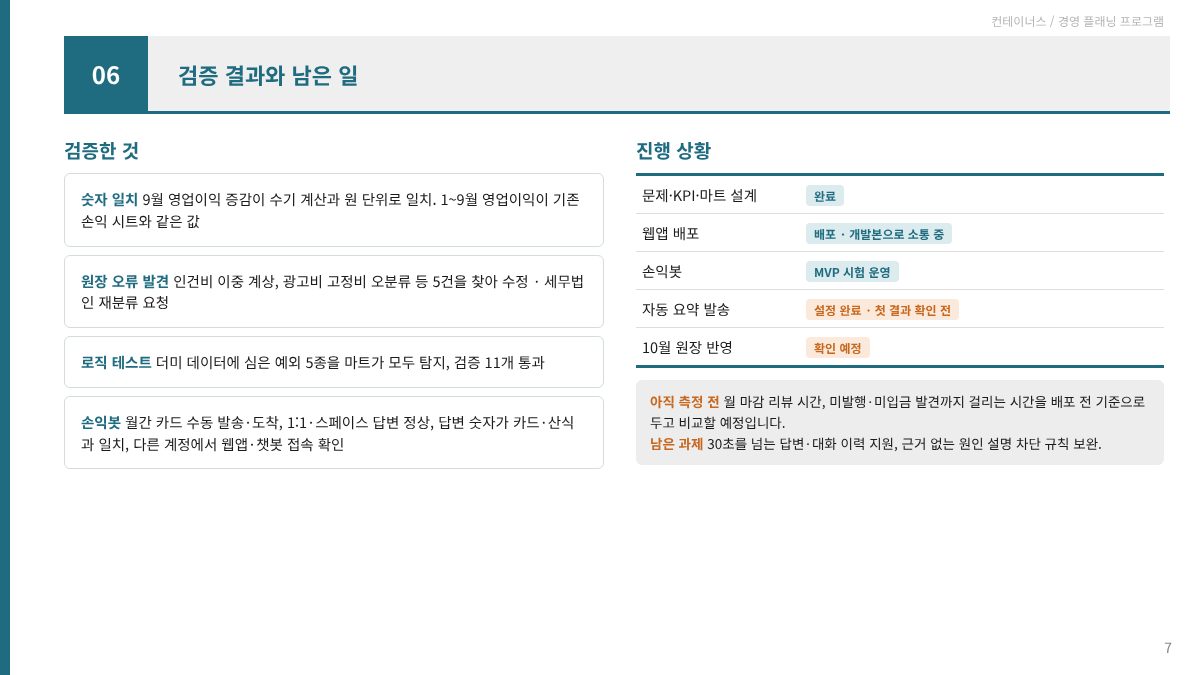 컨테이너스 / 경영 플래닝 프로그램
06
검증 결과와 남은 일
검증한 것
숫자 일치 9월 영업이익 증감이 수기 계산과 원 단위로 일치. 1~9월 영업이익이 기존
손익 시트와 같은 값
원장 오류 발견 인건비 이중 계상, 광고비 고정비 오분류 등 5건을 찾아 수정 · 세무법
인 재분류 요청
로직 테스트 더미 데이터에 심은 예외 5종을 마트가 모두 탐지, 검증 11개 통과
손익봇 월간 카드 수동 발송·도착, 1:1·스페이스 답변 정상, 답변 숫자가 카드·산식
과 일치, 다른 계정에서 웹앱·챗봇 접속 확인
진행 상황
문제·KPI·마트 설계 완료
웹앱 배포 배포 · 개발본으로 소통 중
손익봇 MVP 시험 운영
자동 요약 발송 설정 완료 · 첫 결과 확인 전
10월 원장 반영 확인 예정
아직 측정 전 월 마감 리뷰 시간, 미발행·미입금 발견까지 걸리는 시간을 배포 전 기준으로
두고 비교할 예정입니다.
남은 과제 30초를 넘는 답변·대화 이력 지원, 근거 없는 원인 설명 차단 규칙 보완.
7